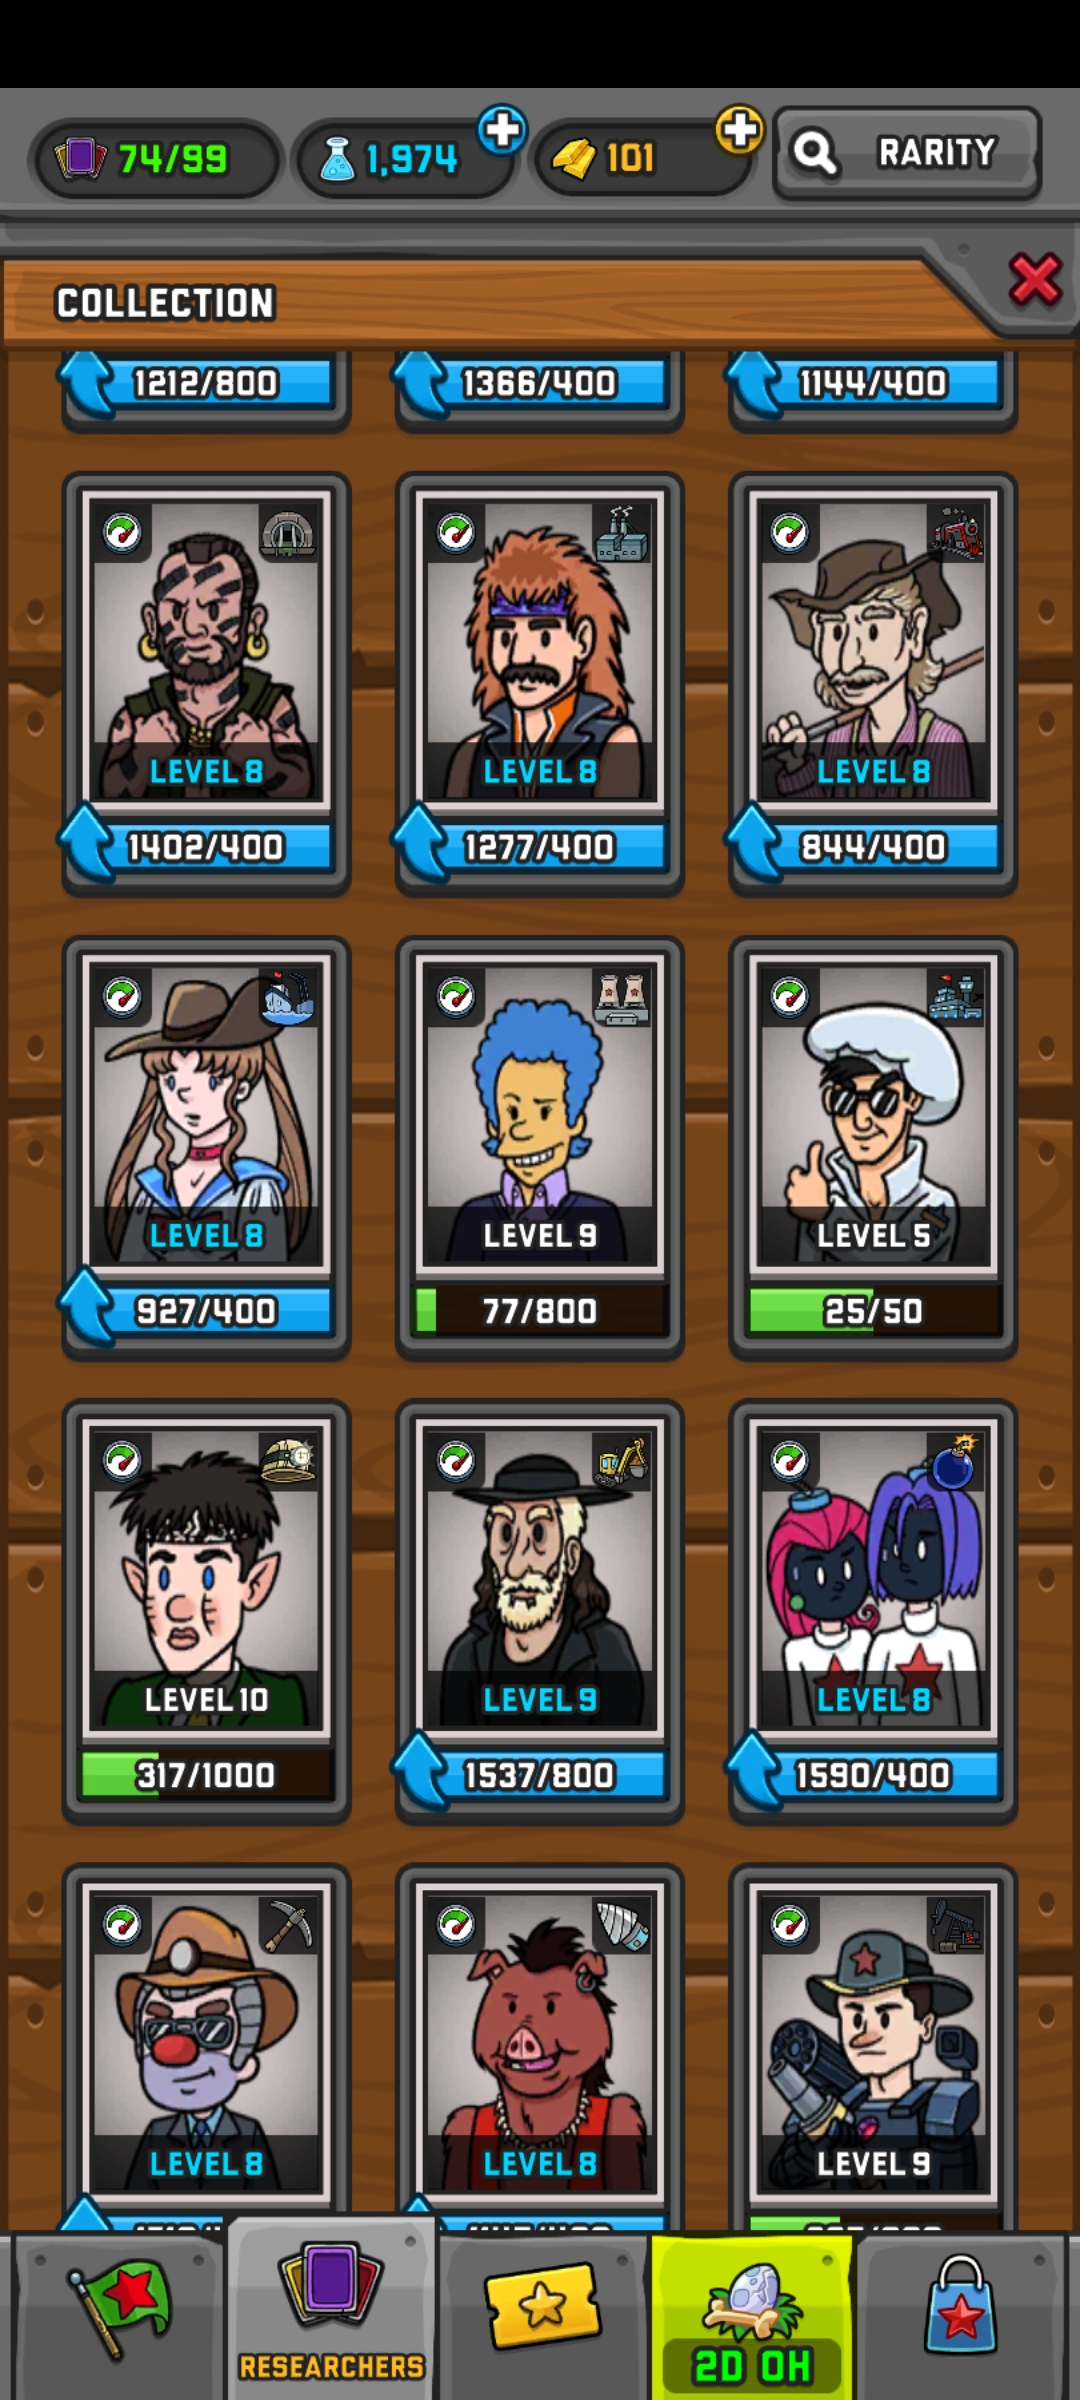 74/99
1,974
101
RARITY
COLLECTION
1212/800
1366/400
1144/400
LEVEL 8
LEVEL 8
LEVEL 8
1402/400
1277/400
844/400
LEVEL 8
LEVEL 9
LEVEL 5
927/400
77/800
25/50
LEVEL 10
LEVEL 9
LEVEL 8
317/1000
1537/800
1590/400
LEVEL 8
LEVEL 8
LEVEL 9
RESEARCHERS
2D 0H